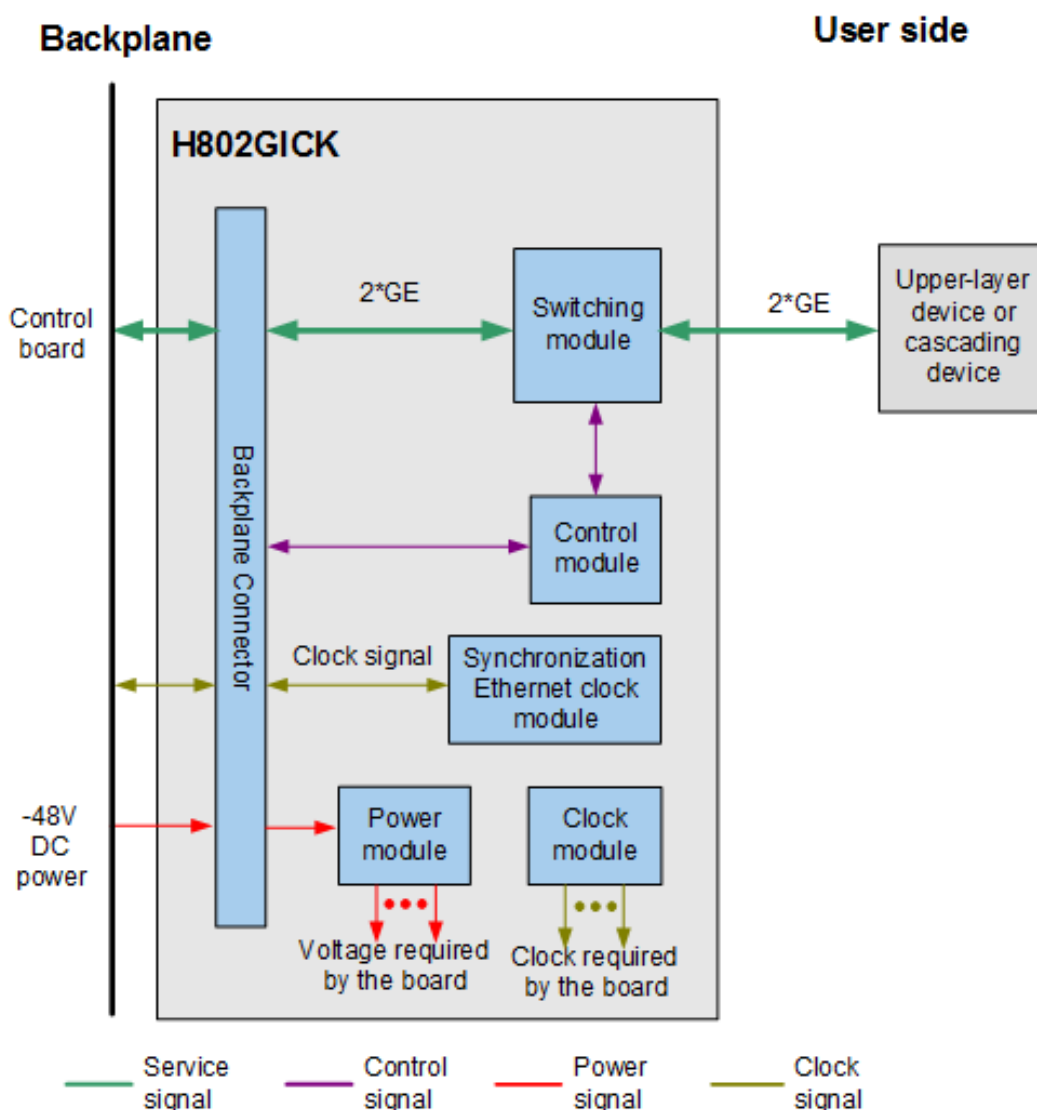 Backplane
User side
H802GICK
Control
board
2*GE
Switching
module
2*GE
Upper-layer
device or
cascading
device
Backplane Connector
Control
module
Clock signal
Synchronization
Ethernet clock
module
-48V
DC
power
Power
module
Clock
module
Voltage required
by the board
Clock required
by the board
Service
signal
Control
signal
Power
signal
Clock
signal